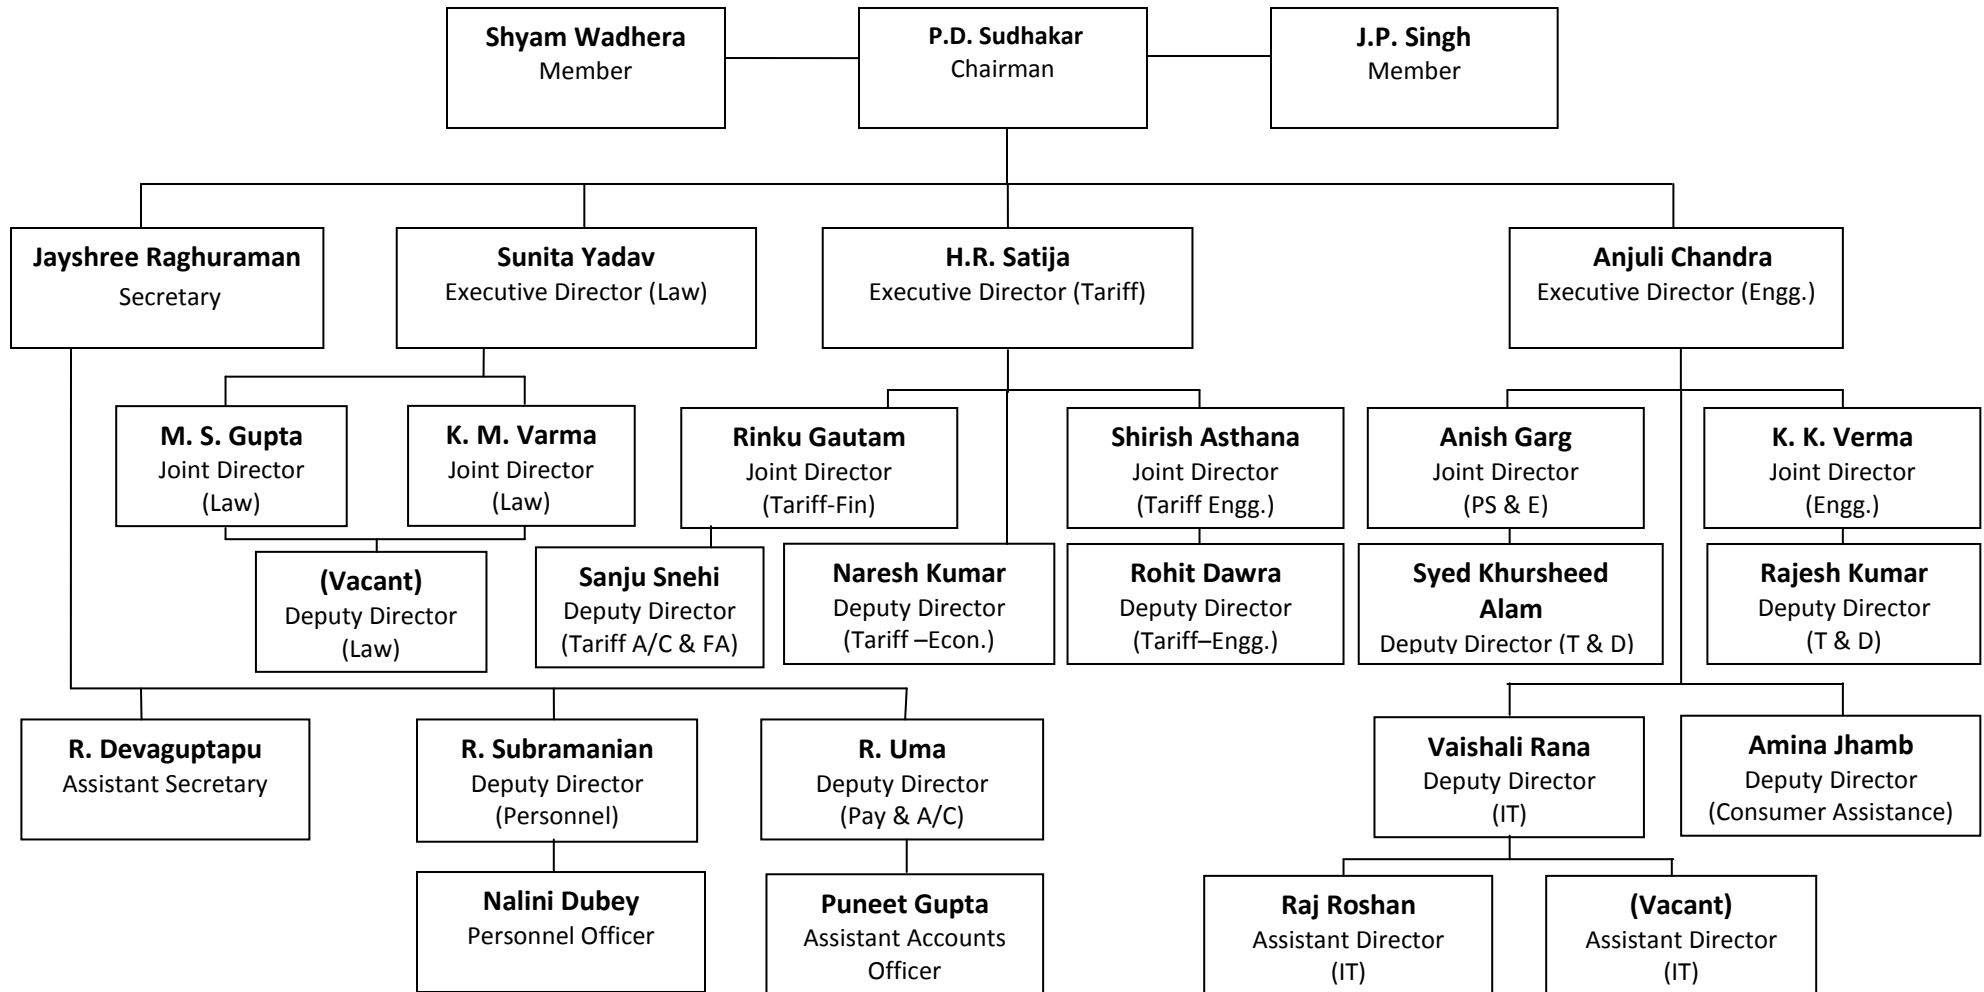 Shyam Wadhera
Member
P.D. Sudhakar
Chairman
J.P. Singh
Member
Jayshree Raghuraman
Secretary
Sunita Yadav
Executive Director (Law)
H.R. Satija
Executive Director (Tariff)
Anjuli Chandra
Executive Director (Engg.)
M. S. Gupta
Joint Director
(Law)
K. M. Varma
Joint Director
(Law)
Rinku Gautam
Joint Director
(Tariff-Fin)
Shirish Asthana
Joint Director
(Tariff Engg.)
Anish Garg
Joint Director
(PS & E)
K. K. Verma
Joint Director
(Engg.)
(Vacant)
Deputy Director
(Law)
Sanju Snehi
Deputy Director
(Tariff A/C & FA)
Naresh Kumar
Deputy Director
(Tariff –Econ.)
Rohit Dawra
Deputy Director
(Tariff–Engg.)
Syed Khursheed
Alam
Deputy Director (T & D)
Rajesh Kumar
Deputy Director
(T & D)
R. Devaguptapu
Assistant Secretary
R. Subramanian
Deputy Director
(Personnel)
R. Uma
Deputy Director
(Pay & A/C)
Vaishali Rana
Deputy Director
(IT)
Amina Jhamb
Deputy Director
(Consumer Assistance)
Nalini Dubey
Personnel Officer
Puneet Gupta
Assistant Accounts
Officer
Raj Roshan
Assistant Director
(IT)
(Vacant)
Assistant Director
(IT)